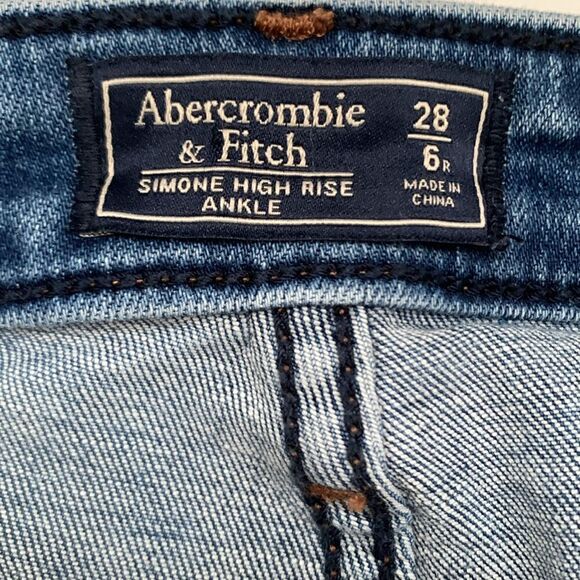 Abercrombie
& Fitch
SIMONE HIGH RISE
ANKLE
28
6R
MADE IN
CHINA